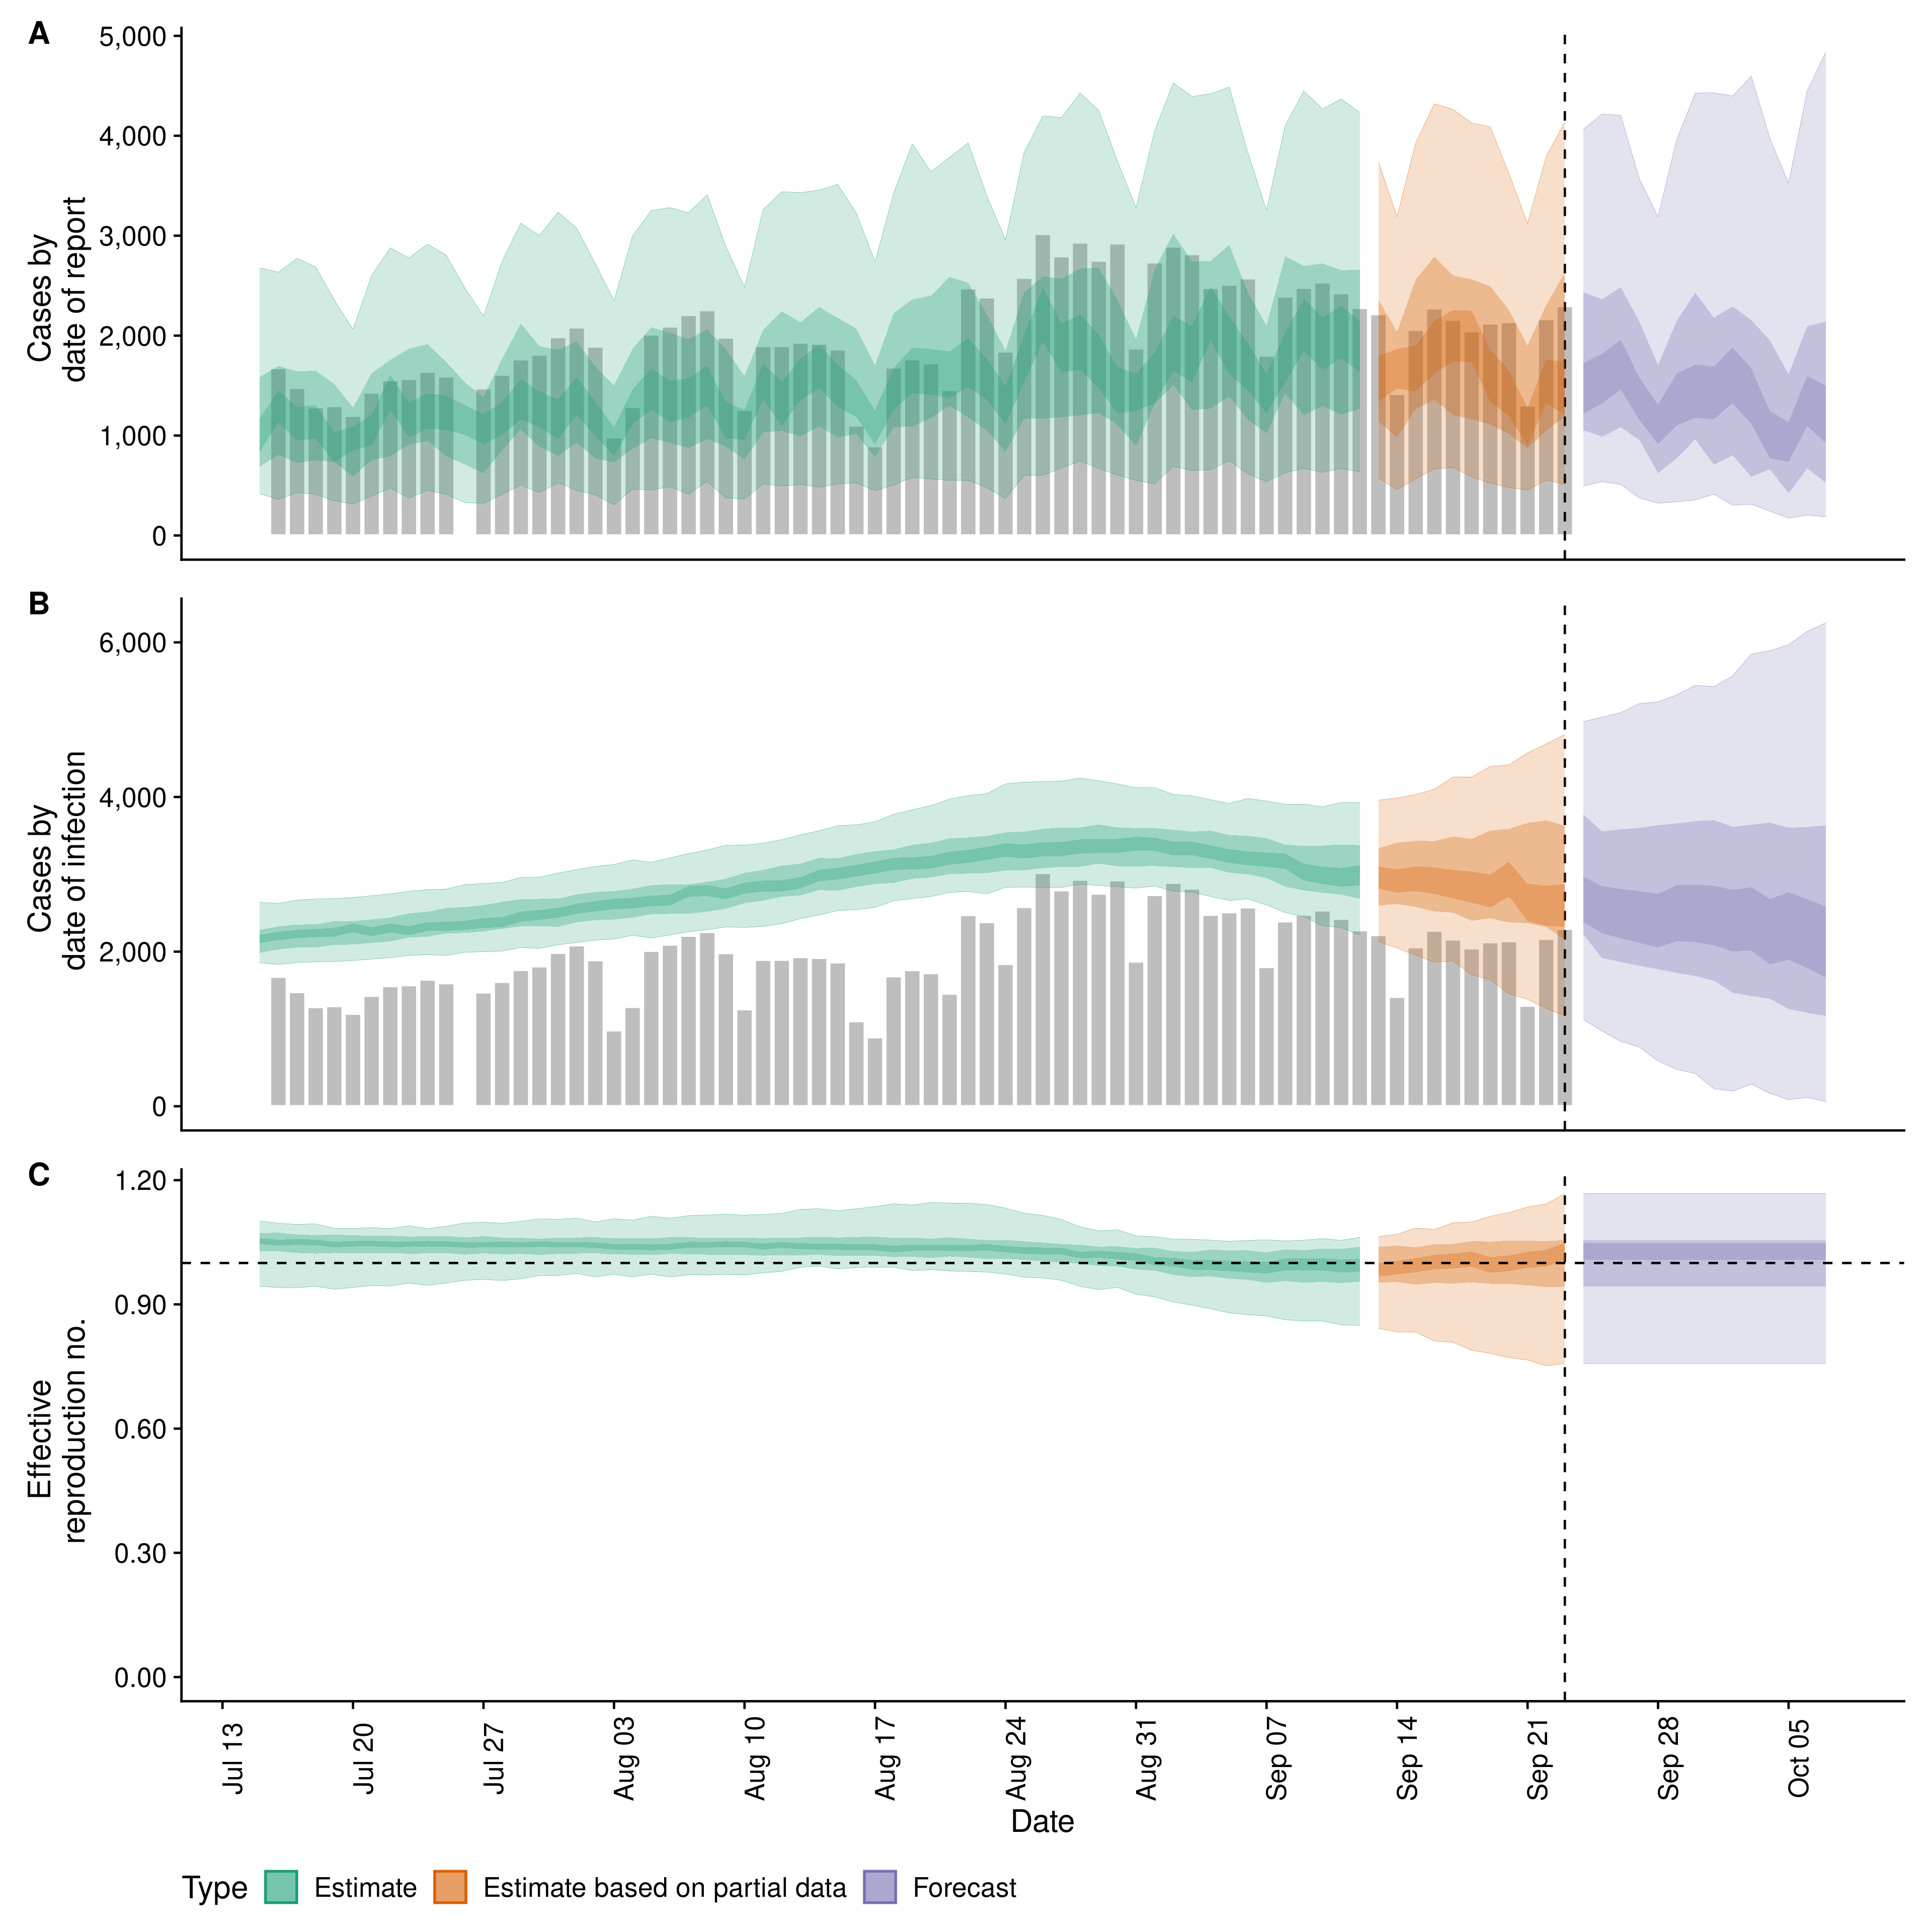 A
5,000
4,000
3,000
2,000
1,000
0
Cases by
date of report
B
6,000
4,000
2,000
0
Cases by
date of infection
C
1.20
0.90
0.60
0.30
0.00
Effective
reproduction no.
Jul 13
Jul 20
Jul 27
Aug 03
Aug 10
Aug 17
Aug 24
Aug 31
Sep 07
Sep 14
Sep 21
Sep 28
Oct 05
Date
Type Estimate Estimate based on partial data Forecast